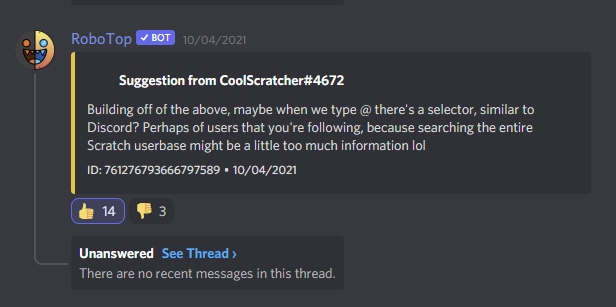 RoboTop ✓ BOT 10/04/2021
Suggestion from CoolScratcher#4672
Building off of the above, maybe when we type @ there's a selector, similar to
Discord? Perhaps of users that you're following, because searching the entire
Scratch userbase might be a little too much information lol
ID: 761276793666797589 • 10/04/2021
👍 14 👎 3
Unanswered See Thread ›
There are no recent messages in this thread.